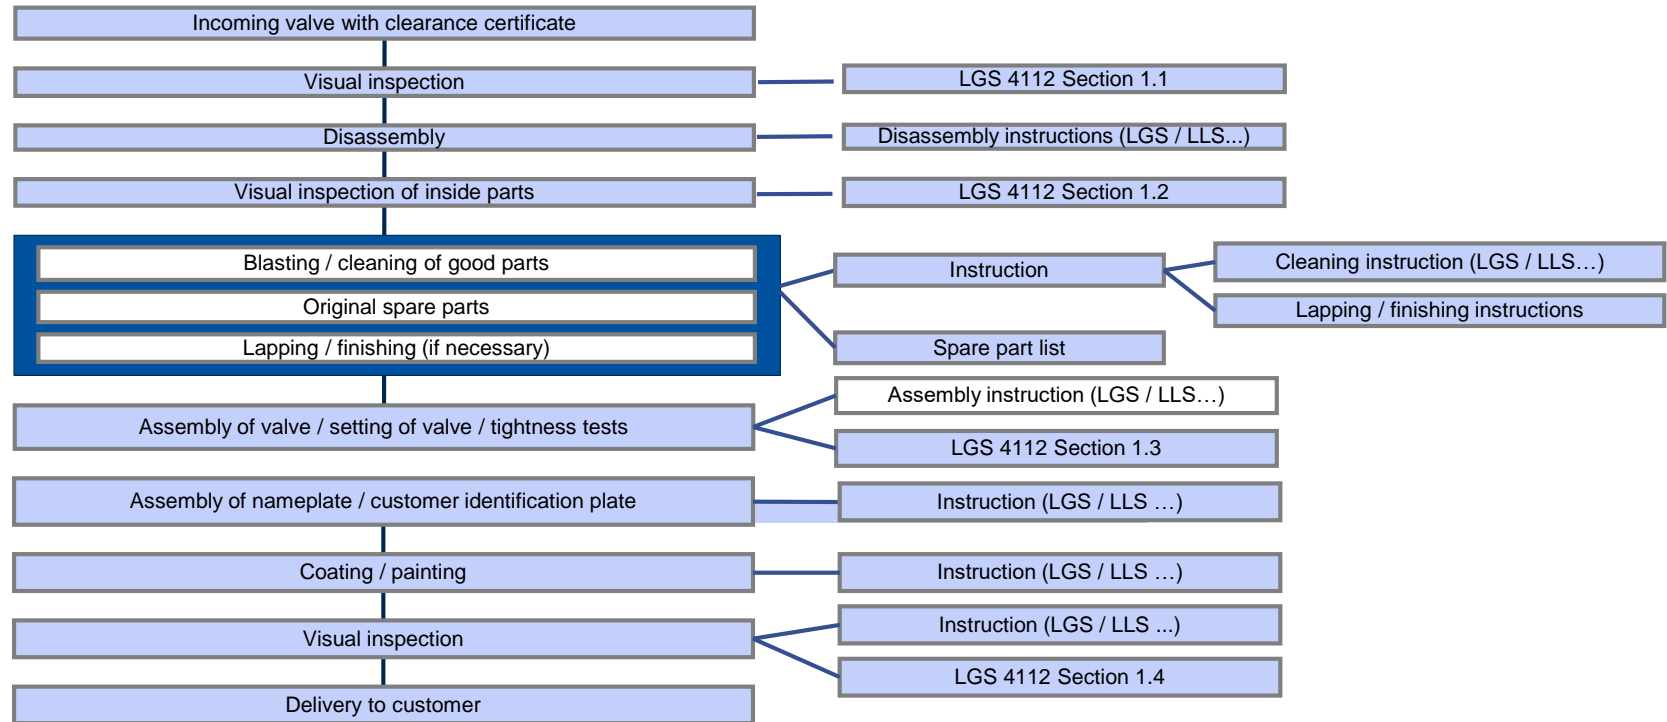 Incoming valve with clearance certificate
Visual inspection
LGS 4112 Section 1.1
Disassembly
Disassembly instructions (LGS / LLS...)
Visual inspection of inside parts
LGS 4112 Section 1.2
Blasting / cleaning of good parts
Original spare parts
Lapping / finishing (if necessary)
Instruction
Cleaning instruction (LGS / LLS…)
Lapping / finishing instructions
Spare part list
Assembly of valve / setting of valve / tightness tests
Assembly instruction (LGS / LLS…)
LGS 4112 Section 1.3
Assembly of nameplate / customer identification plate
Instruction (LGS / LLS …)
Coating / painting
Instruction (LGS / LLS …)
Visual inspection
Instruction (LGS / LLS ...)
LGS 4112 Section 1.4
Delivery to customer